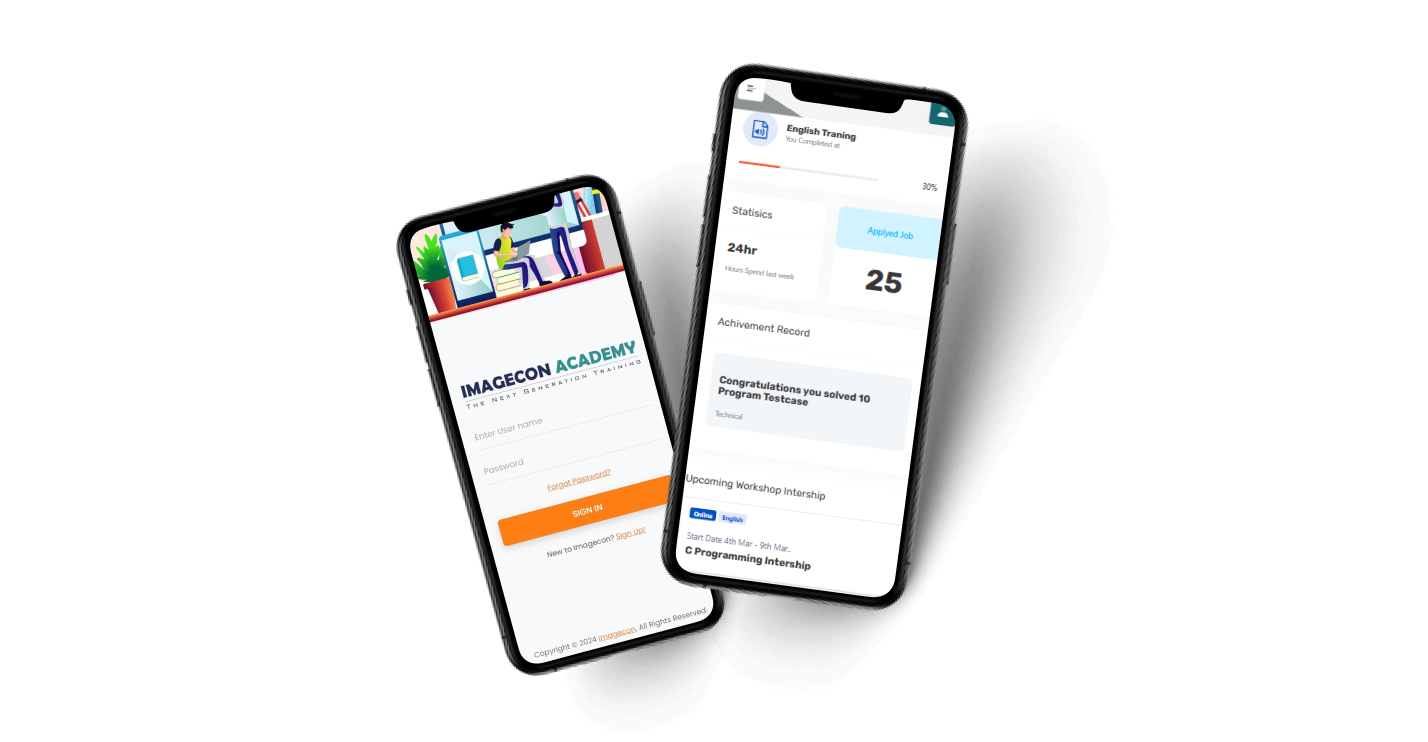 IMAGECON ACADEMY
THE NEXT GENERATION TRAINING
Enter User name
Password
Forgot Password?
SIGN IN
New to Imagecon? Sign Up!
Copyright © 2024 Imagecon. All Rights Reserved.
English Traning
You Completed at
30%
Statisics
24hr
Hours Spend last week
Applyed Job
25
Achivement Record
Congratulations you solved 10
Program Testcase
Technical
Upcoming Workshop Intership
Online English
Start Date 4th Mar - 9th Mar..
C Programming Intership